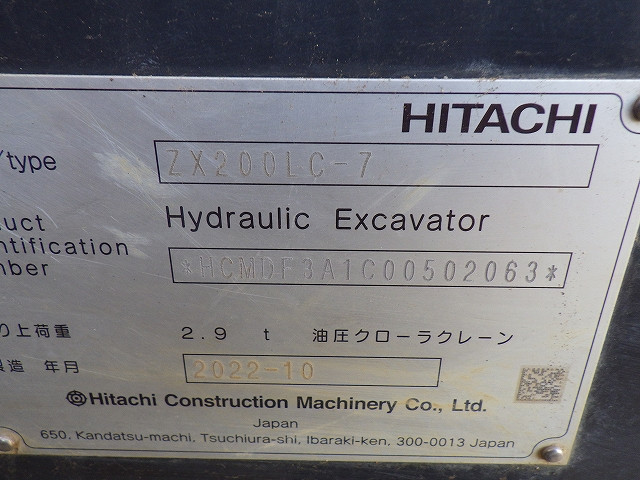 HITACHI
/type ZX200LC-7
uct Hydraulic Excavator
ntification
mber *HCMDF3A1C00502063*
り上荷重 2.9 t 油圧クローラクレーン
製造 年月 2022-10
Hitachi Construction Machinery Co., Ltd.
Japan
650, Kandatsu-machi, Tsuchiura-shi, Ibaraki-ken, 300-0013 Japan